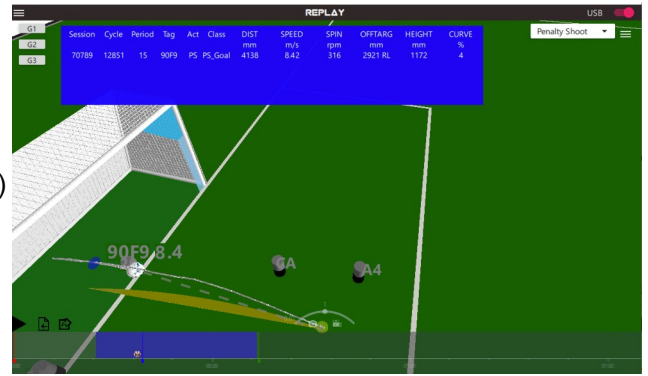 REPLAY
USB
G1
G2
G3
Penalty Shoot
Session Cycle Period Tag Act Class DIST SPEED SPIN OFFTARG HEIGHT CURVE
mm m/s rpm mm mm %
70789 12851 15 90F9 PS PS_Goal 4138 8.42 316 2921 RL 1172 4
)
90F9 8.4
A4